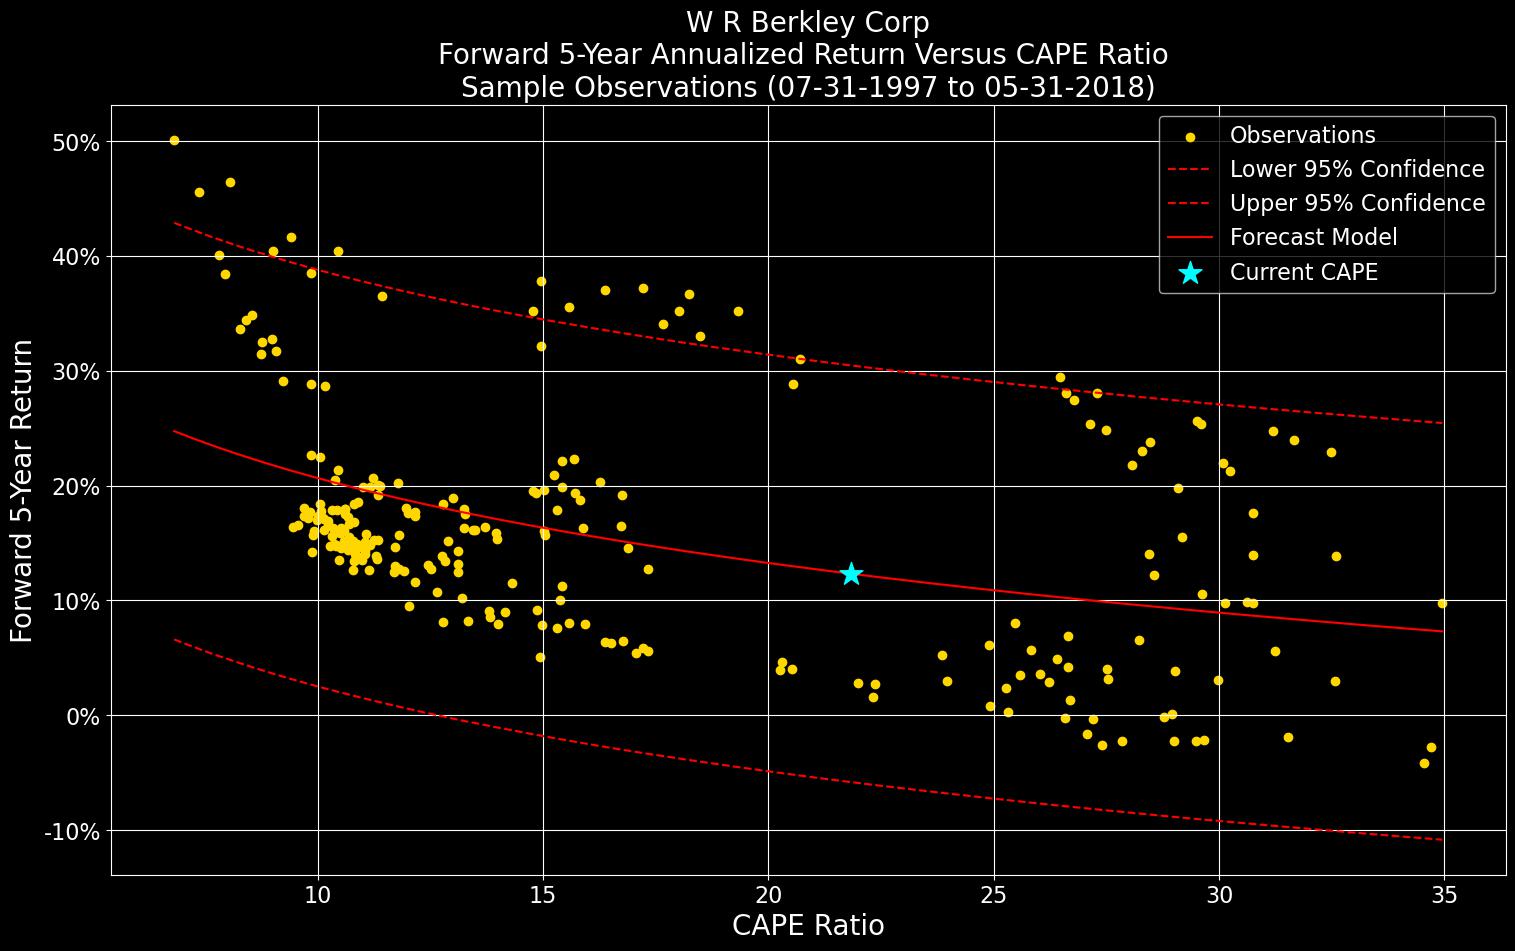 W R Berkley Corp
Forward 5-Year Annualized Return Versus CAPE Ratio
Sample Observations (07-31-1997 to 05-31-2018)
Observations
Lower 95% Confidence
Upper 95% Confidence
Forecast Model
Current CAPE
Forward 5-Year Return
50%
40%
30%
20%
10%
0%
-10%
10 15 20 25 30 35
CAPE Ratio